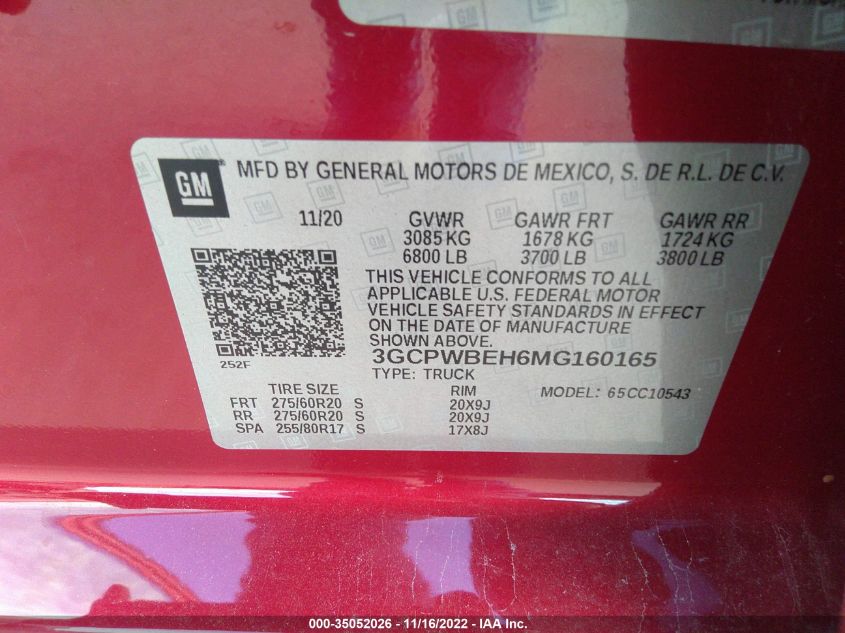 GM
MFD BY GENERAL MOTORS DE MEXICO, S. DE R.L. DE C.V.
11/20 GVWR GAWR FRT GAWR RR
3085 KG 1678 KG 1724 KG
6800 LB 3700 LB 3800 LB
THIS VEHICLE CONFORMS TO ALL
APPLICABLE U.S. FEDERAL MOTOR
VEHICLE SAFETY STANDARDS IN EFFECT
ON THE DATE OF MANUFACTURE
SHOWN ABOVE.
3GCPWBEH6MG160165
252F
TYPE: TRUCK
TIRE SIZE RIM MODEL: 65CC10543
FRT 275/60R20 S 20X9J
RR 275/60R20 S 20X9J
SPA 255/80R17 S 17X8J
000-35052026 - 11/16/2022 - IAA Inc.